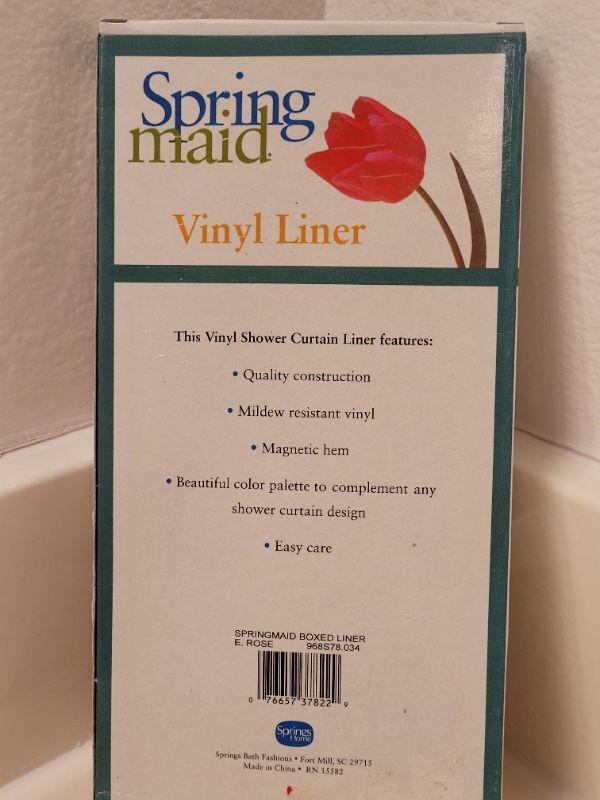 Spring
maid
Vinyl Liner
This Vinyl Shower Curtain Liner features:
• Quality construction
• Mildew resistant vinyl
• Magnetic hem
• Beautiful color palette to complement any
shower curtain design
• Easy care
SPRINGMAID BOXED LINER
E. ROSE 968S78.034
0 76657 37822 9
Springs
Home
Springs Bath Fashions • Fort Mill, SC 29715
Made in China • RN 15582